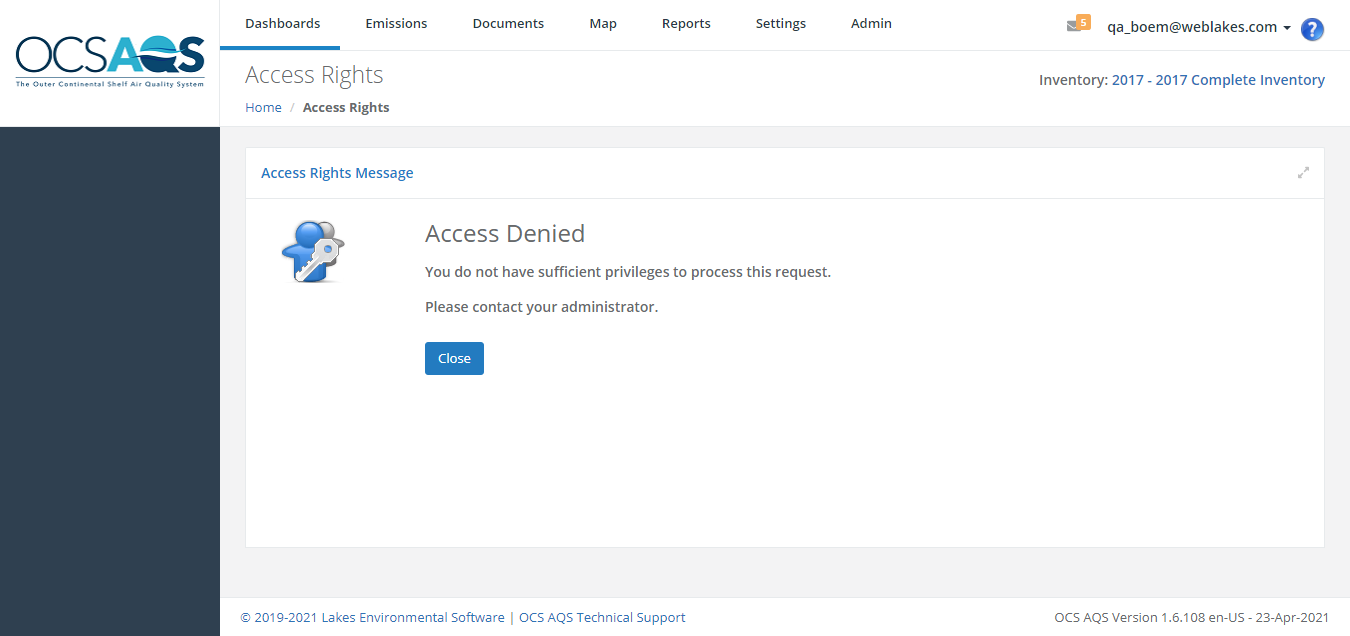 OCSAQS
The Outer Continental Shelf Air Quality System
Dashboards Emissions Documents Map Reports Settings Admin 5 qa_boem@weblakes.com ?
Access Rights
Inventory: 2017 - 2017 Complete Inventory
Home / Access Rights
Access Rights Message
Access Denied
You do not have sufficient privileges to process this request.
Please contact your administrator.
Close
© 2019-2021 Lakes Environmental Software | OCS AQS Technical Support OCS AQS Version 1.6.108 en-US - 23-Apr-2021